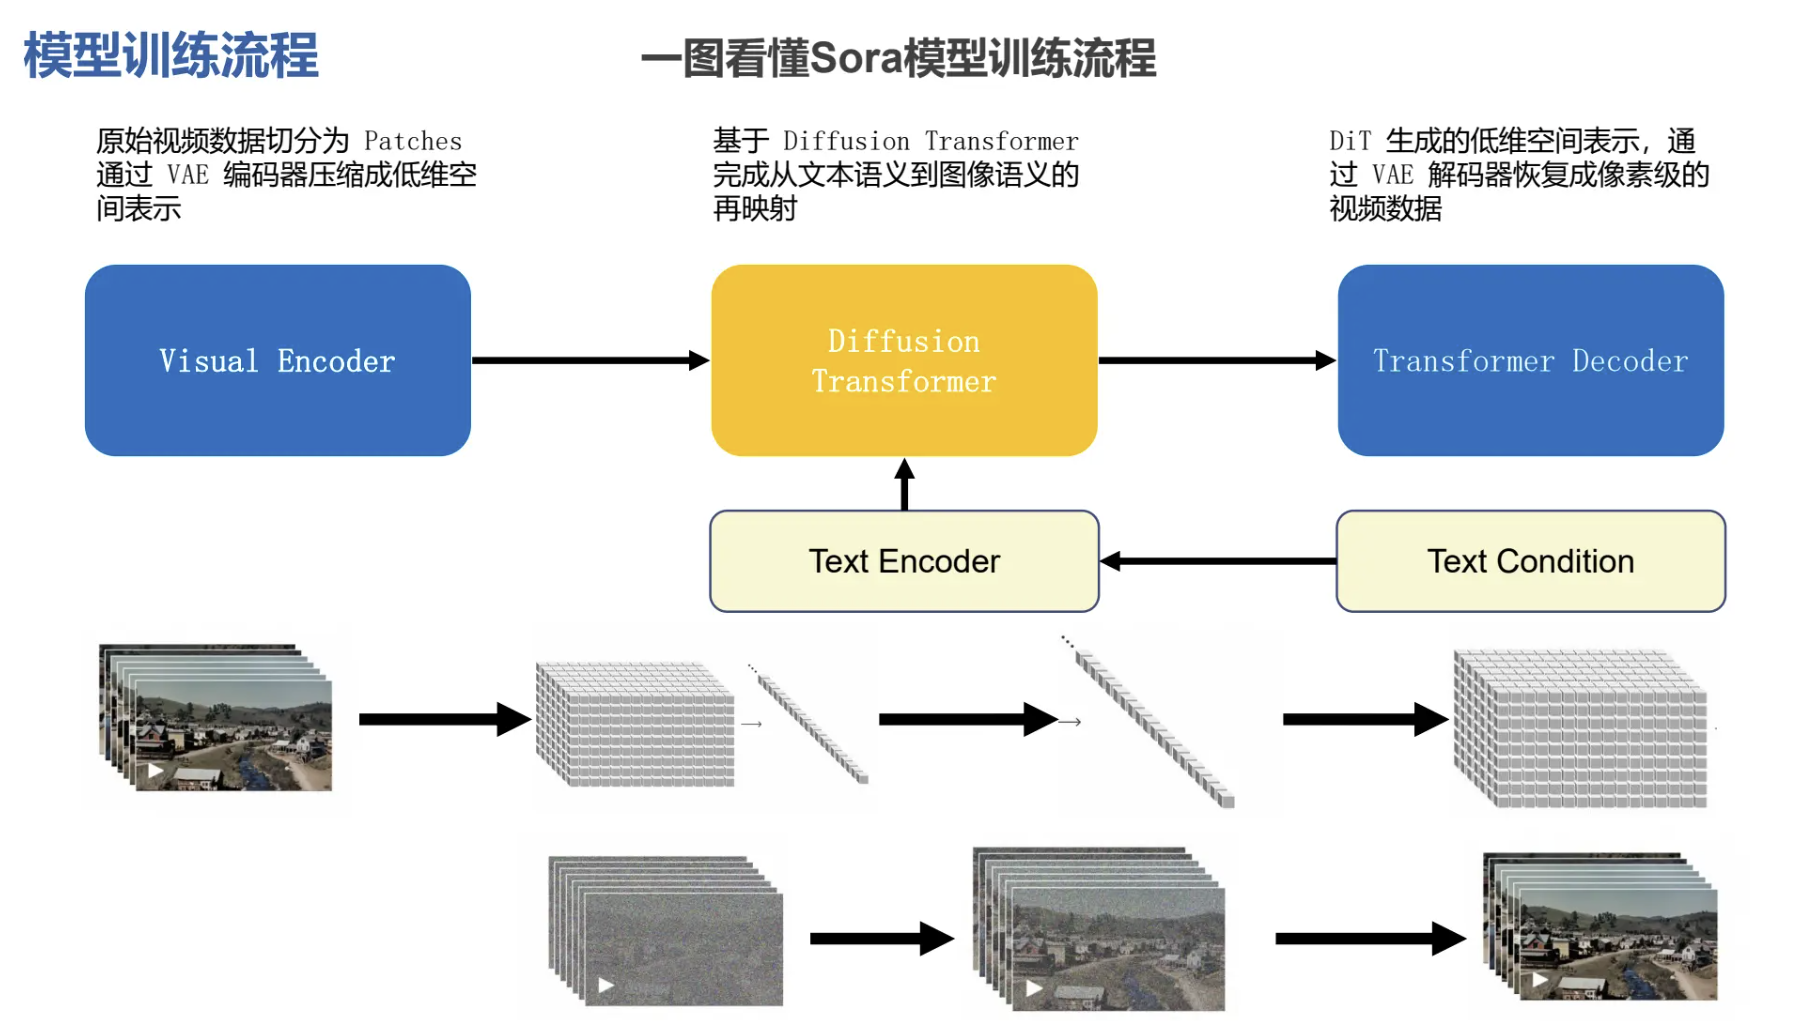 模型训练流程
一图看懂Sora模型训练流程
原始视频数据切分为 Patches
通过 VAE 编码器压缩成低维空
间表示
基于 Diffusion Transformer
完成从文本语义到图像语义的
再映射
DiT 生成的低维空间表示，通
过 VAE 解码器恢复成像素级的
视频数据
Visual Encoder
Diffusion
Transformer
Transformer Decoder
Text Encoder
Text Condition